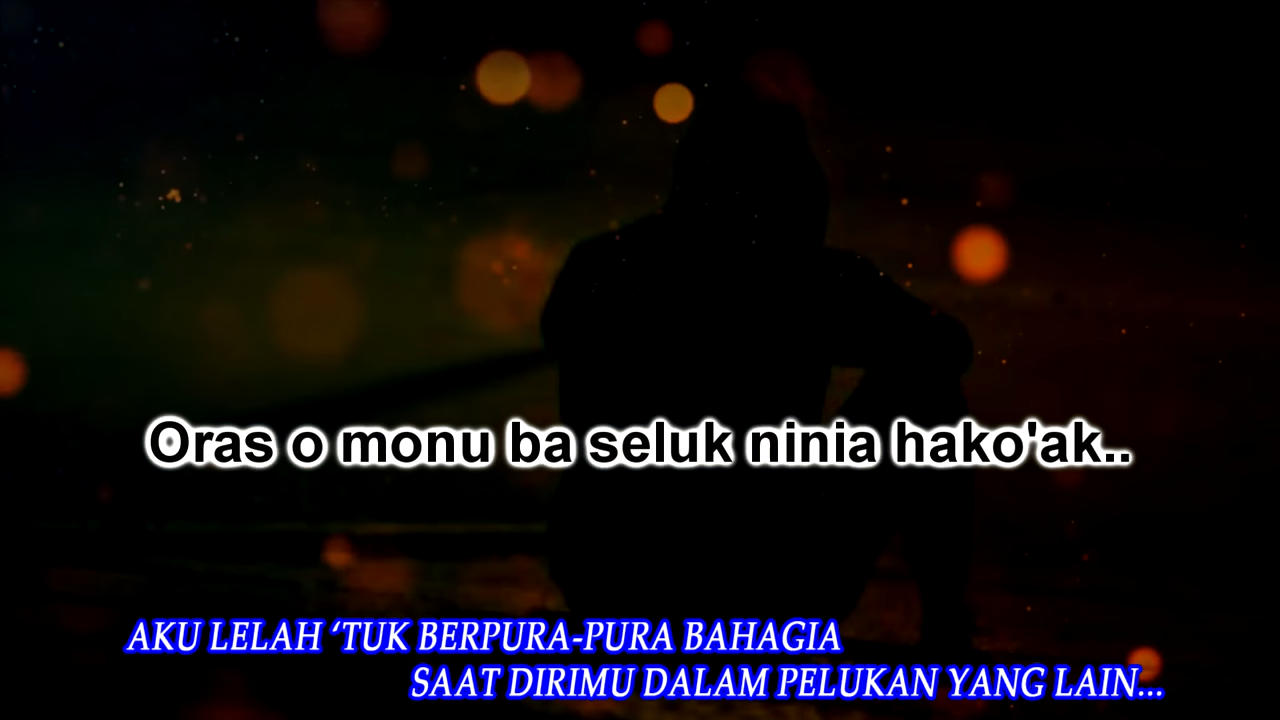 Oras o monu ba seluk ninia hako'ak..
AKU LELAH ‘TUK BERPURA-PURA BAHAGIA
SAAT DIRIMU DALAM PELUKAN YANG LAIN...